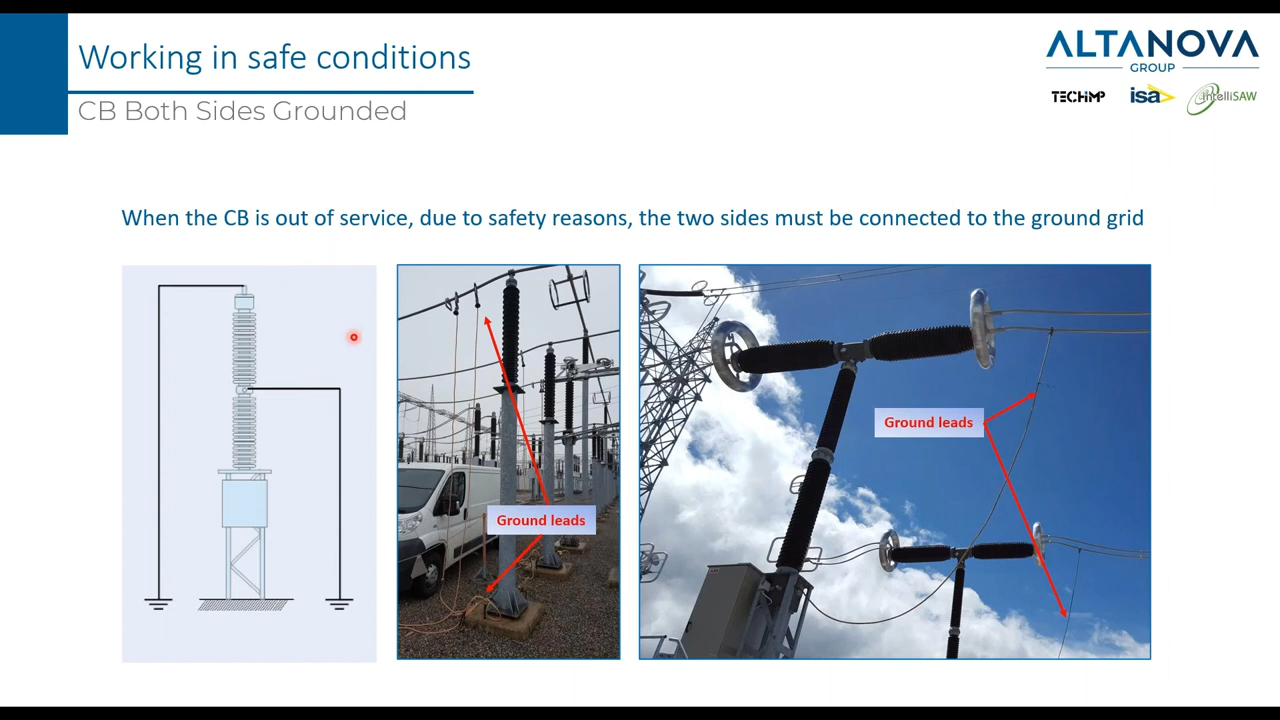 Working in safe conditions
CB Both Sides Grounded
ALTANOVA
GROUP
TECHIMP
isa
intelliSAW
When the CB is out of service, due to safety reasons, the two sides must be connected to the ground grid
Ground leads
Ground leads